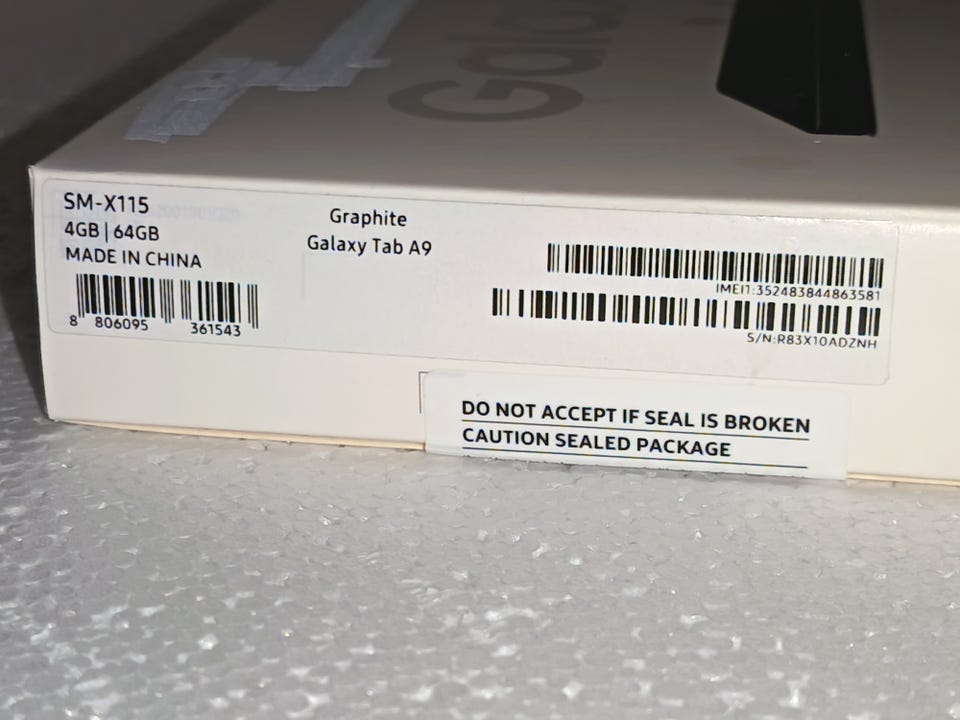 Gala
SM-X115
4GB | 64GB
MADE IN CHINA
8 806095 361543
Graphite
Galaxy Tab A9
IMEI1:352483844863581
S/N:R83X10ADZNH
DO NOT ACCEPT IF SEAL IS BROKEN
CAUTION SEALED PACKAGE